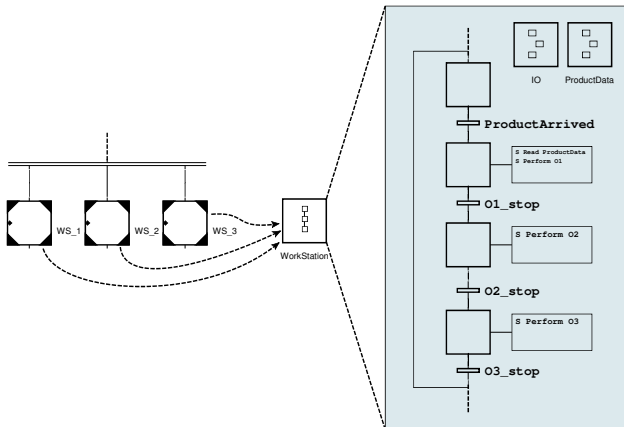 IO
ProductData
ProductArrived
S Read ProductData
S Perform O1
O1_stop
WS_1
WS_2
WS_3
WorkStation
S Perform O2
O2_stop
S Perform O3
O3_stop